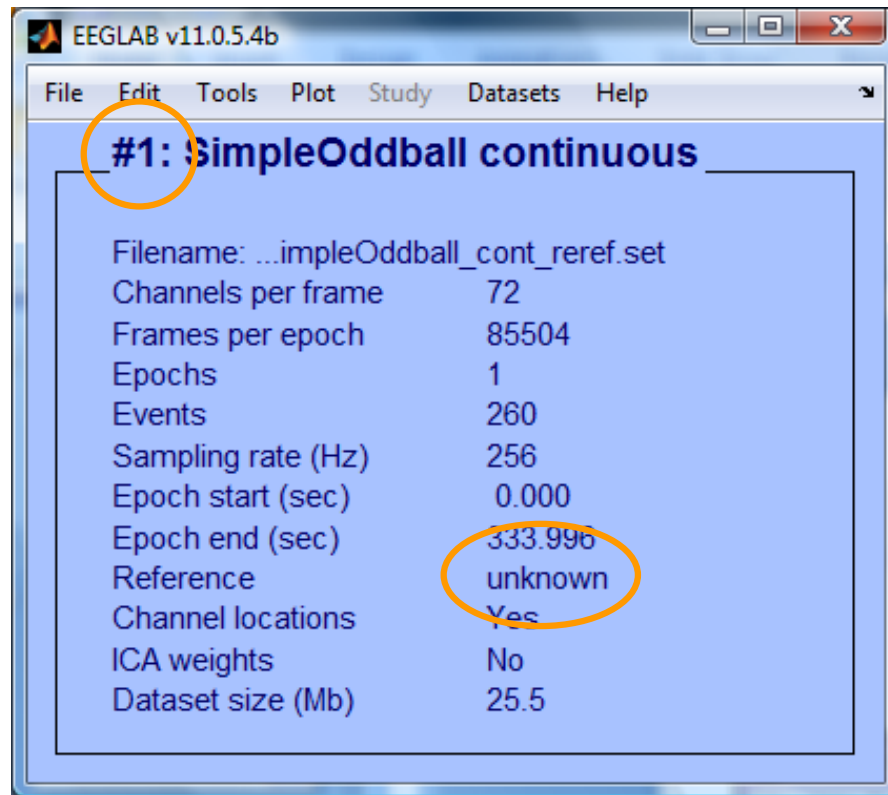 EEGLAB v11.0.5.4b
File Edit Tools Plot Study Datasets Help
#1: SimpleOddball continuous
Filename: ...impleOddball_cont_reref.set
Channels per frame 72
Frames per epoch 85504
Epochs 1
Events 260
Sampling rate (Hz) 256
Epoch start (sec) 0.000
Epoch end (sec) 333.996
Reference unknown
Channel locations Yes
ICA weights No
Dataset size (Mb) 25.5